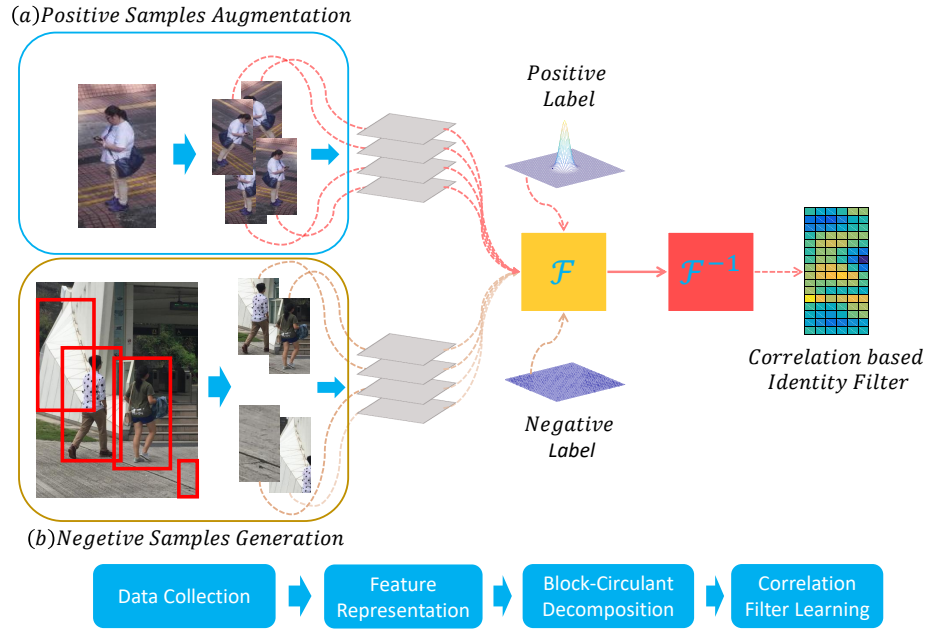 (a)Positive Samples Augmentation
Positive
Label
ℱ
ℱ⁻¹
Correlation based
Identity Filter
Negative
Label
(b)Negetive Samples Generation
Data Collection
Feature
Representation
Block-Circulant
Decomposition
Correlation
Filter Learning